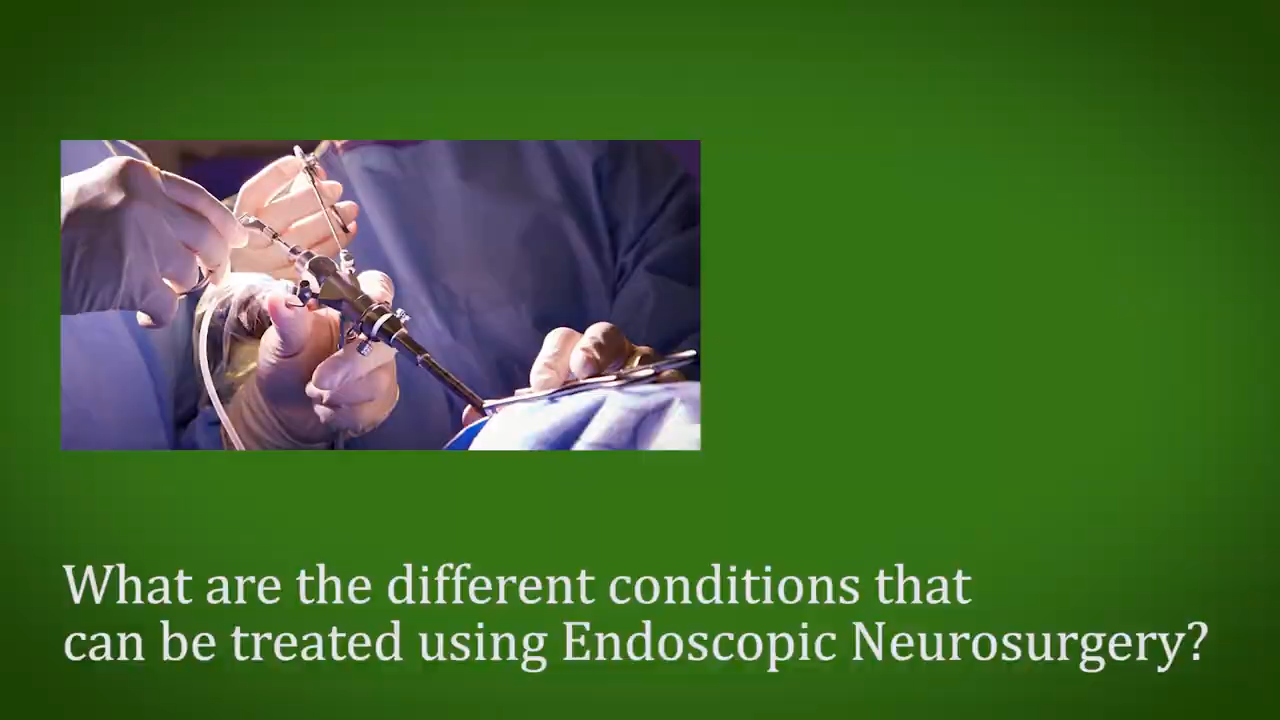 What are the different conditions that
can be treated using Endoscopic Neurosurgery?